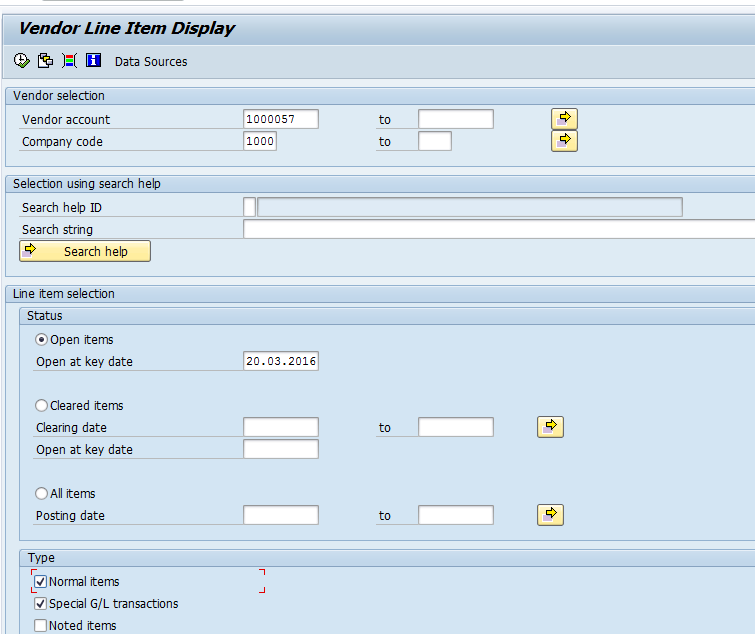 Vendor Line Item Display
Data Sources
Vendor selection
Vendor account 1000057 to
Company code 1000 to
Selection using search help
Search help ID
Search string
Search help
Line item selection
Status
Open items
Open at key date 20.03.2016
Cleared items
Clearing date to
Open at key date
All items
Posting date to
Type
Normal items
Special G/L transactions
Noted items